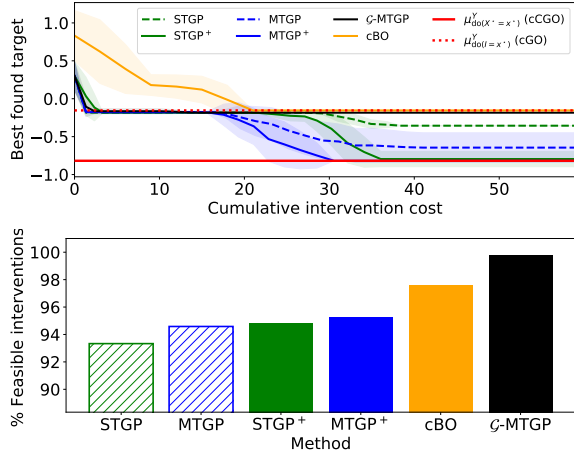 STGP MTGP 𝒢-MTGP μ^Y_do(X*=x*) (cCGO)
STGP⁺ MTGP⁺ cBO μ^Y_do(I=x*) (cGO)
Best found target
1.0
0.5
0.0
−0.5
−1.0
0 10 20 30 40 50
Cumulative intervention cost
% Feasible interventions
100
98
96
94
92
90
STGP MTGP STGP⁺ MTGP⁺ cBO 𝒢-MTGP
Method